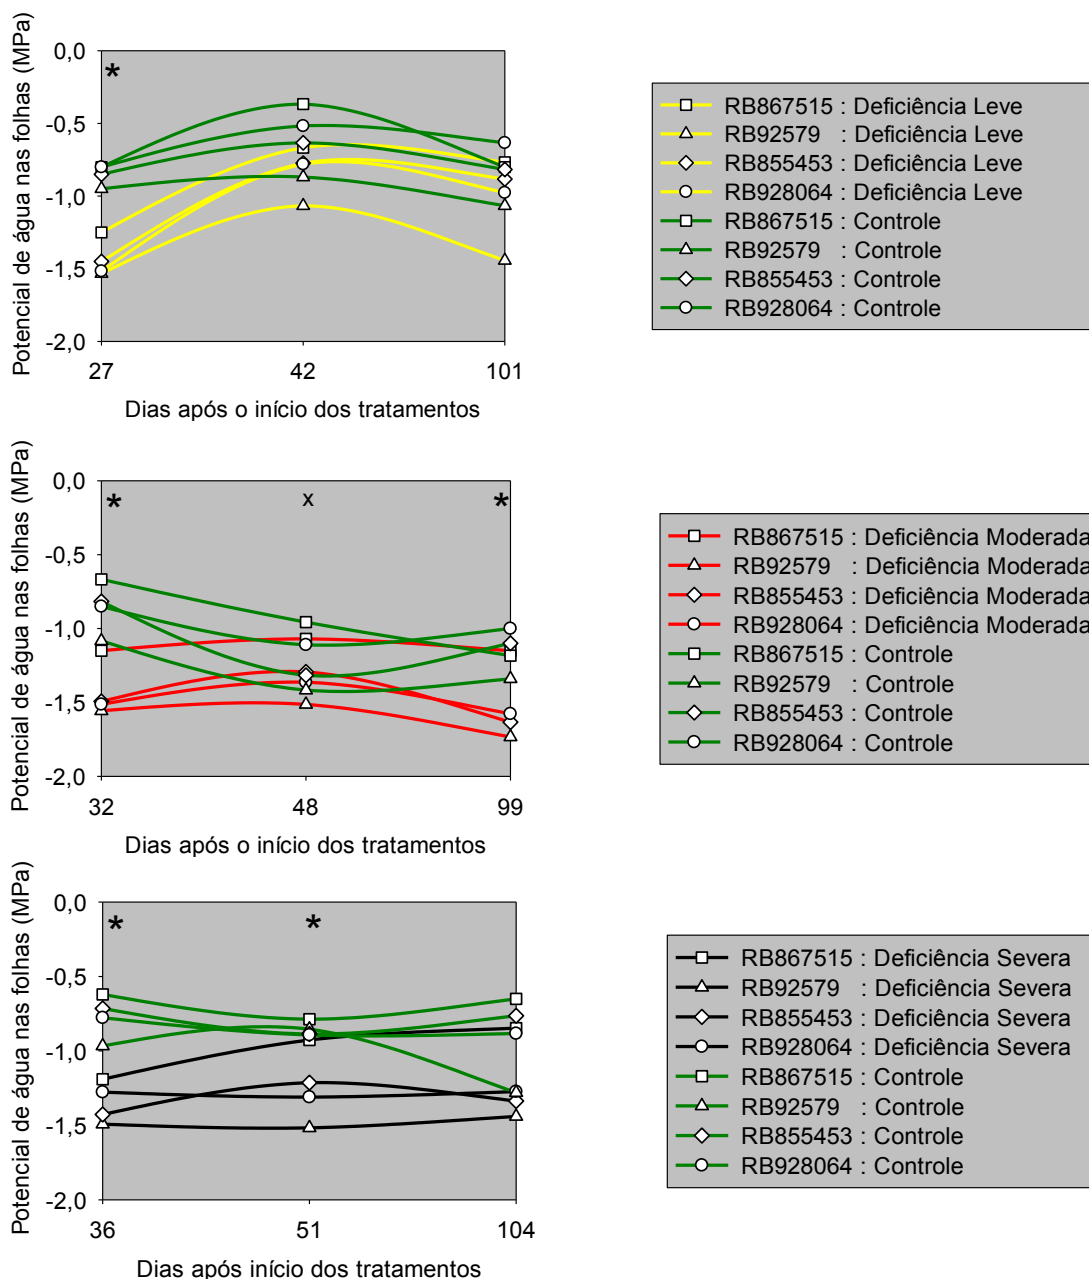 Potencial de água nas folhas (MPa)
0,0
-0,5
-1,0
-1,5
-2,0
*
27 42 101
Dias após o início dos tratamentos
RB867515 : Deficiência Leve
RB92579 : Deficiência Leve
RB855453 : Deficiência Leve
RB928064 : Deficiência Leve
RB867515 : Controle
RB92579 : Controle
RB855453 : Controle
RB928064 : Controle
Potencial de água nas folhas (MPa)
0,0
-0,5
-1,0
-1,5
-2,0
* x *
32 48 99
Dias após o início dos tratamentos
RB867515 : Deficiência Moderada
RB92579 : Deficiência Moderada
RB855453 : Deficiência Moderada
RB928064 : Deficiência Moderada
RB867515 : Controle
RB92579 : Controle
RB855453 : Controle
RB928064 : Controle
Potencial de água nas folhas (MPa)
0,0
-0,5
-1,0
-1,5
-2,0
* *
36 51 104
Dias após início dos tratamentos
RB867515 : Deficiência Severa
RB92579 : Deficiência Severa
RB855453 : Deficiência Severa
RB928064 : Deficiência Severa
RB867515 : Controle
RB92579 : Controle
RB855453 : Controle
RB928064 : Controle